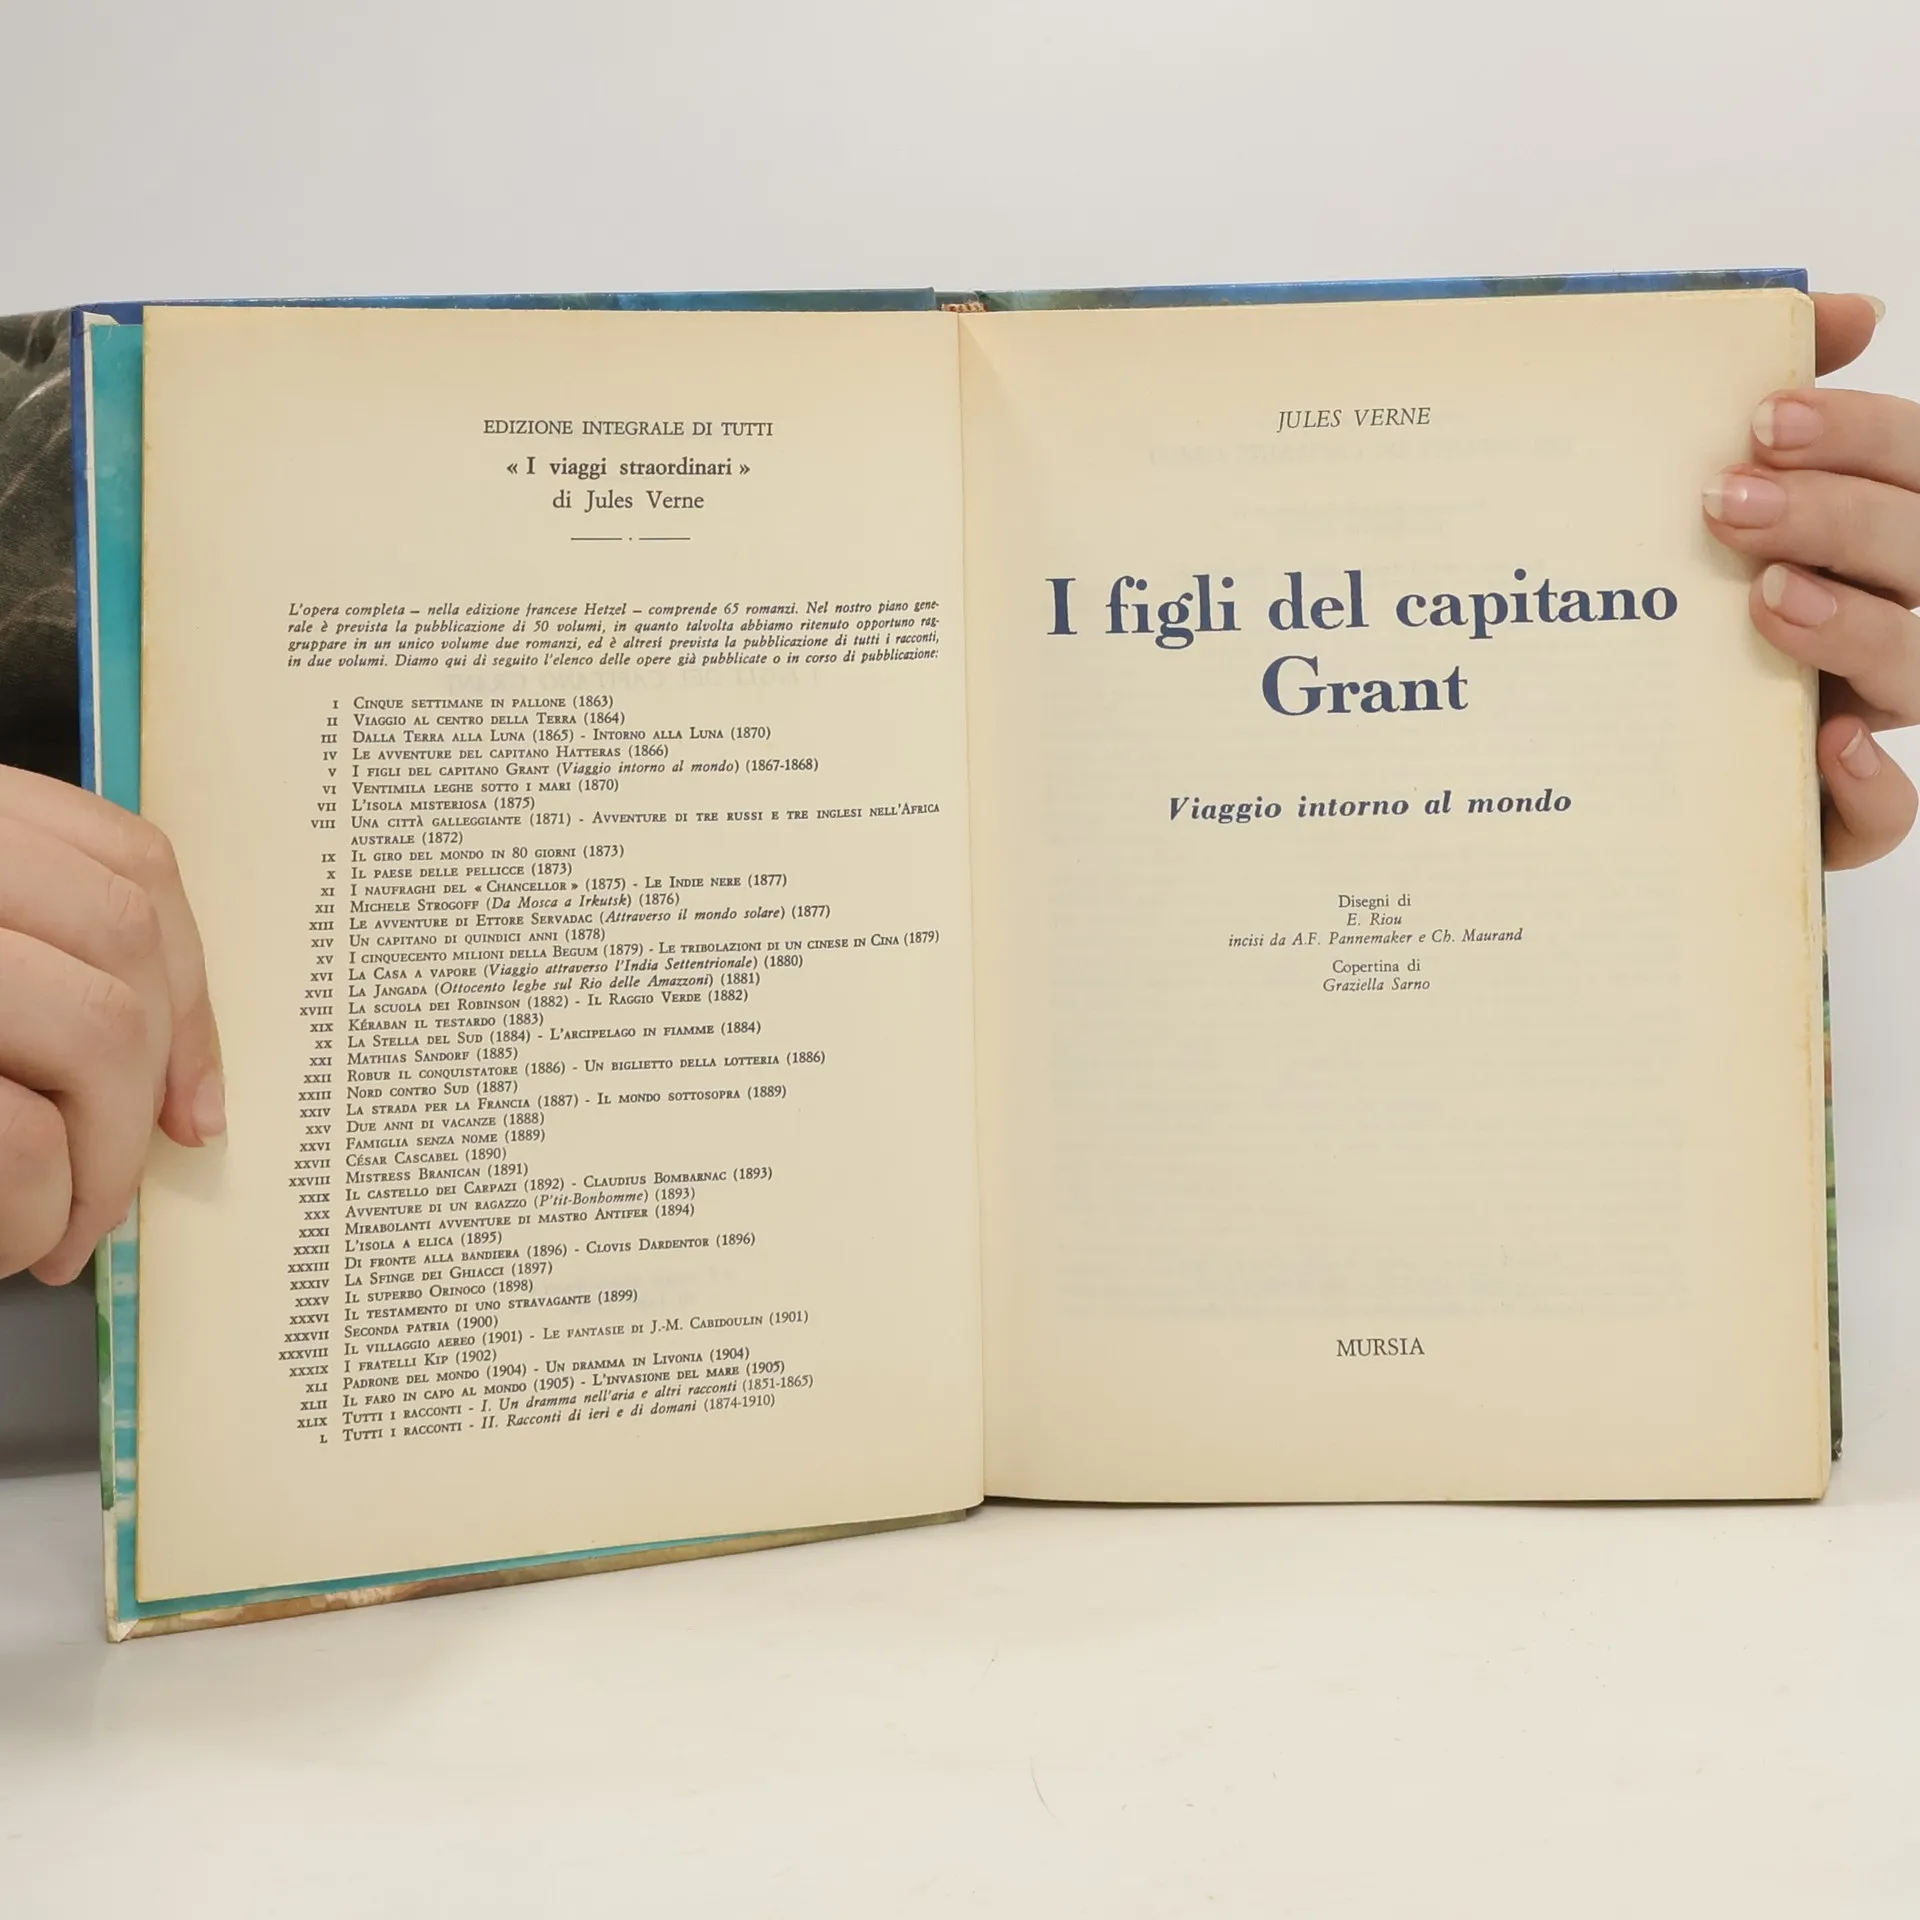 EDIZIONE INTEGRALE DI TUTTI
« I viaggi straordinari »
di Jules Verne
L'opera completa – nella edizione francese Hetzel – comprende 65 romanzi. Nel nostro piano gene-
rale è prevista la pubblicazione di 50 volumi, in quanto talvolta abbiamo ritenuto opportuno rag-
gruppare in un unico volume due romanzi, ed è altresì prevista la pubblicazione di tutti i racconti,
in due volumi. Diamo qui di seguito l'elenco delle opere già pubblicate o in corso di pubblicazione:
I CINQUE SETTIMANE IN PALLONE (1863)
II VIAGGIO AL CENTRO DELLA TERRA (1864)
III DALLA TERRA ALLA LUNA (1865) - INTORNO ALLA LUNA (1870)
IV LE AVVENTURE DEL CAPITANO HATTERAS (1866)
V I FIGLI DEL CAPITANO GRANT (Viaggio intorno al mondo) (1867-1868)
VI VENTIMILA LEGHE SOTTO I MARI (1870)
VII L'ISOLA MISTERIOSA (1875)
VIII UNA CITTÀ GALLEGGIANTE (1871) - AVVENTURE DI TRE RUSSI E TRE INGLESI NELL'AFRICA
AUSTRALE (1872)
IX IL GIRO DEL MONDO IN 80 GIORNI (1873)
X IL PAESE DELLE PELLICCE (1873)
XI I NAUFRAGHI DEL « CHANCELLOR » (1875) - LE INDIE NERE (1877)
XII MICHELE STROGOFF (Da Mosca a Irkutsk) (1876)
XIII LE AVVENTURE DI ETTORE SERVADAC (Attraverso il mondo solare) (1877)
XIV UN CAPITANO DI QUINDICI ANNI (1878)
XV I CINQUECENTO MILIONI DELLA BEGUM (1879) - LE TRIBOLAZIONI DI UN CINESE IN CINA (1879)
XVI LA CASA A VAPORE (Viaggio attraverso l'India Settentrionale) (1880)
XVII LA JANGADA (Ottocento leghe sul Rio delle Amazzoni) (1881)
XVIII LA SCUOLA DEI ROBINSON (1882) - IL RAGGIO VERDE (1882)
XIX KÉRABAN IL TESTARDO (1883)
XX LA STELLA DEL SUD (1884) - L'ARCIPELAGO IN FIAMME (1884)
XXI MATHIAS SANDORF (1885)
XXII ROBUR IL CONQUISTATORE (1886) - UN BIGLIETTO DELLA LOTTERIA (1886)
XXIII NORD CONTRO SUD (1887)
XXIV LA STRADA PER LA FRANCIA (1887) - IL MONDO SOTTOSOPRA (1889)
XXV DUE ANNI DI VACANZE (1888)
XXVI FAMIGLIA SENZA NOME (1889)
XXVII CÉSAR CASCABEL (1890)
XXVIII MISTRESS BRANICAN (1891)
XXIX IL CASTELLO DEI CARPAZI (1892) - CLAUDIUS BOMBARNAC (1893)
XXX AVVENTURE DI UN RAGAZZO (P'tit-Bonhomme) (1893)
XXXI MIRABOLANTI AVVENTURE DI MASTRO ANTIFER (1894)
XXXII L'ISOLA A ELICA (1895)
XXXIII DI FRONTE ALLA BANDIERA (1896) - CLOVIS DARDENTOR (1896)
XXXIV LA SFINGE DEI GHIACCI (1897)
XXXV IL SUPERBO ORINOCO (1898)
XXXVI IL TESTAMENTO DI UNO STRAVAGANTE (1899)
XXXVII SECONDA PATRIA (1900)
XXXVIII IL VILLAGGIO AEREO (1901) - LE FANTASIE DI J.-M. CABIDOULIN (1901)
XXXIX I FRATELLI KIP (1902)
XLI PADRONE DEL MONDO (1904) - UN DRAMMA IN LIVONIA (1904)
XLII IL FARO IN CAPO AL MONDO (1905) - L'INVASIONE DEL MARE (1905)
XLIX TUTTI I RACCONTI - I. Un dramma nell'aria e altri racconti (1851-1865)
L TUTTI I RACCONTI - II. Racconti di ieri e di domani (1874-1910)
JULES VERNE
I figli del capitano
Grant
Viaggio intorno al mondo
Disegni di
E. Riou
incisi da A.F. Pannemaker e Ch. Maurand
Copertina di
Graziella Sarno
MURSIA